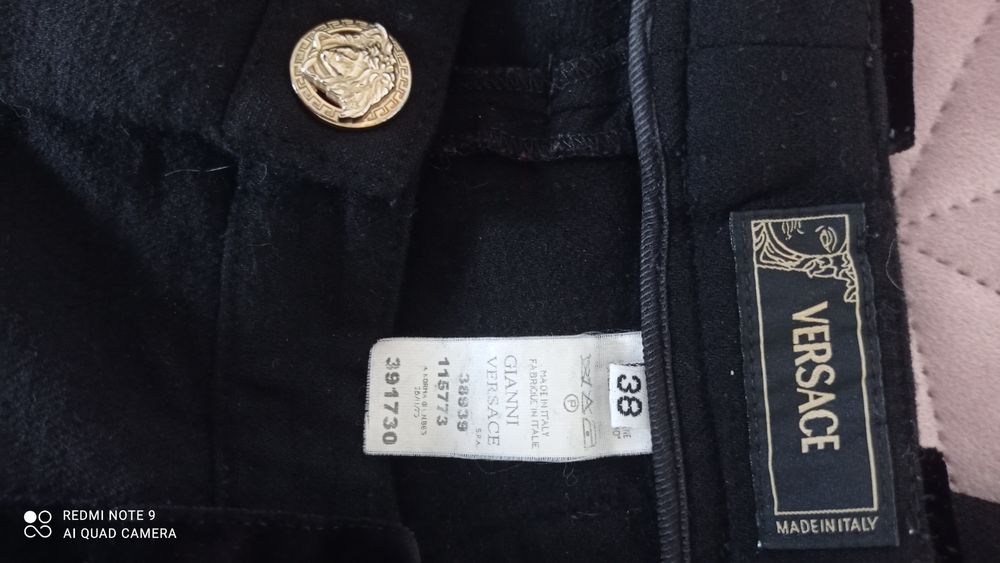 VERSACE
MADE IN ITALY
38
MADE IN ITALY
FABRIQUE EN ITALIE
GIANNI
VERSACE
S.P.A.
38939
115773
391730
REDMI NOTE 9
AI QUAD CAMERA